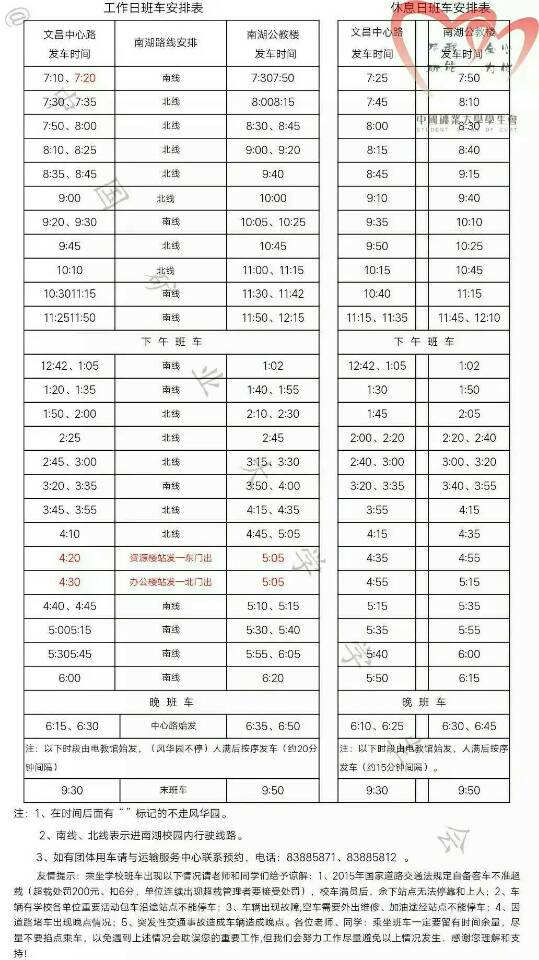 工作日班车安排表
休息日班车安排表
文昌中心路 发车时间 南湖路线安排 南湖公教楼 发车时间
文昌中心路 发车时间 南湖公教楼 发车时间
7:10、7:20 南线 7:307:50 7:25 7:50
7:30、7:35 北线 8:008:15 7:45 8:10
7:50、8:00 北线 8:30、8:45 8:00 8:30
8:10、8:25 北线 9:00、9:20 8:15 8:40
8:35、8:45 北线 9:40 8:45 9:15
9:00 北线 10:00 9:10 9:40
9:20、9:30 南线 10:05、10:25 9:35 10:10
9:45 北线 10:45 9:50 10:25
10:10 北线 11:00、11:15 10:15 10:45
10:3011:15 南线 11:30、11:42 10:40 11:15
11:2511:50 南线 11:50、12:15 11:15、11:35 11:45、12:10
下午班车 下午班车
12:42、1:05 南线 1:02 12:42、1:05 1:02
1:20、1:35 南线 1:40、1:55 1:30 1:50
1:50、2:00 北线 2:10、2:30 1:45 2:05
2:25 北线 2:45 2:00、2:20 2:20、2:40
2:45、3:00 北线 3:15、3:30 2:40、3:00 3:00、3:20
3:20、3:35 南线 3:50、4:00 3:20、3:35 3:40、3:55
3:45、3:55 北线 4:15、4:35 3:55 4:15
4:10 北线 4:45、5:05 4:15 4:35
4:20 资源楼站发一东门出 5:05 4:35 4:55
4:30 办公楼站发一北门出 5:05 4:55 5:15
4:40、4:45 南线 5:10、5:15 5:15 5:35
5:005:15 南线 5:30、5:40 5:35 5:55
5:305:45 南线 5:55、6:05 5:40 6:00
6:00 南线 6:20 5:50 6:15
晚班车 晚班车
6:15、6:30 中心路始发 6:35、6:50 6:10、6:25 6:30、6:45
注：以下时段由电教馆始发，（风华园不停）人满后按序发车（约20分
钟间隔）
注：以下时段由电教馆始发，人满后按序
发车（约15分钟间隔）。
9:30 末班车 9:50 9:30 9:50
注：1、在时间后面有“”标记的不走风华园。
2、南线、北线表示进南湖校园内行驶线路。
3、如有团体用车请与运输服务中心联系预约，电话：83885871、83885812 。
友情提示：乘坐学校班车出现以下情况请老师和同学们给予谅解：1、2015年国家道路交通法规定自备客车不准超
载（超载处罚200元、扣6分，单位连续出现超载管理者要接受处罚），校车满员后，余下站点无法停靠和上人；2、车
辆有学校各单位重要活动包车沿途站点不能停车；3、车辆出现故障,空车需要外出维修、加油途经站点不能停车；4、因
道路堵车出现晚点情况；5、突发性交通事故造成车辆造成晚点。各位老师、同学：乘坐班车一定要留有时间余量，尽
量不要掐点乘车，以免遇到上述情况会耽误您的重要工作,但我们会努力工作尽量避免以上情况发生，感谢您理解和支
持！
中國礦業大學學生會
@中国矿业大学学生会